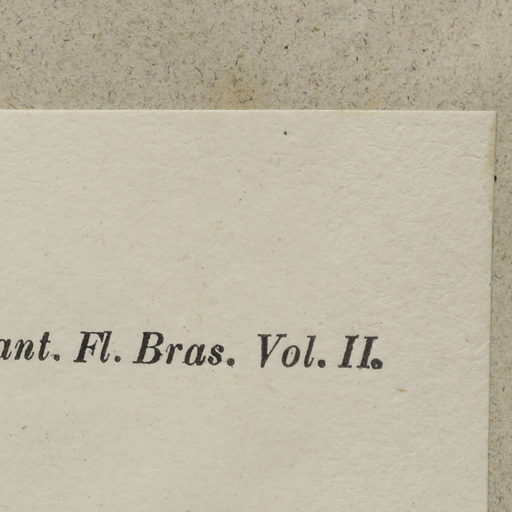 ant. Fl. Bras. Vol. II.